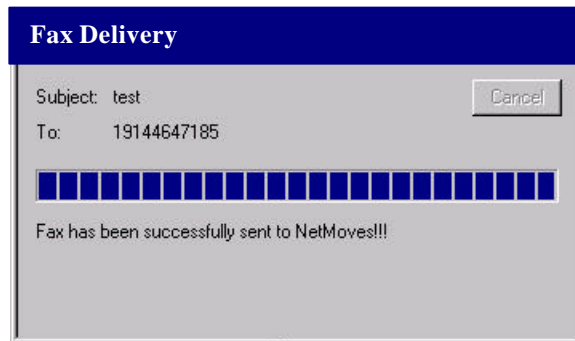 Fax Delivery
Subject: test
Cancel
To: 19144647185
Fax has been successfully sent to NetMoves!!!